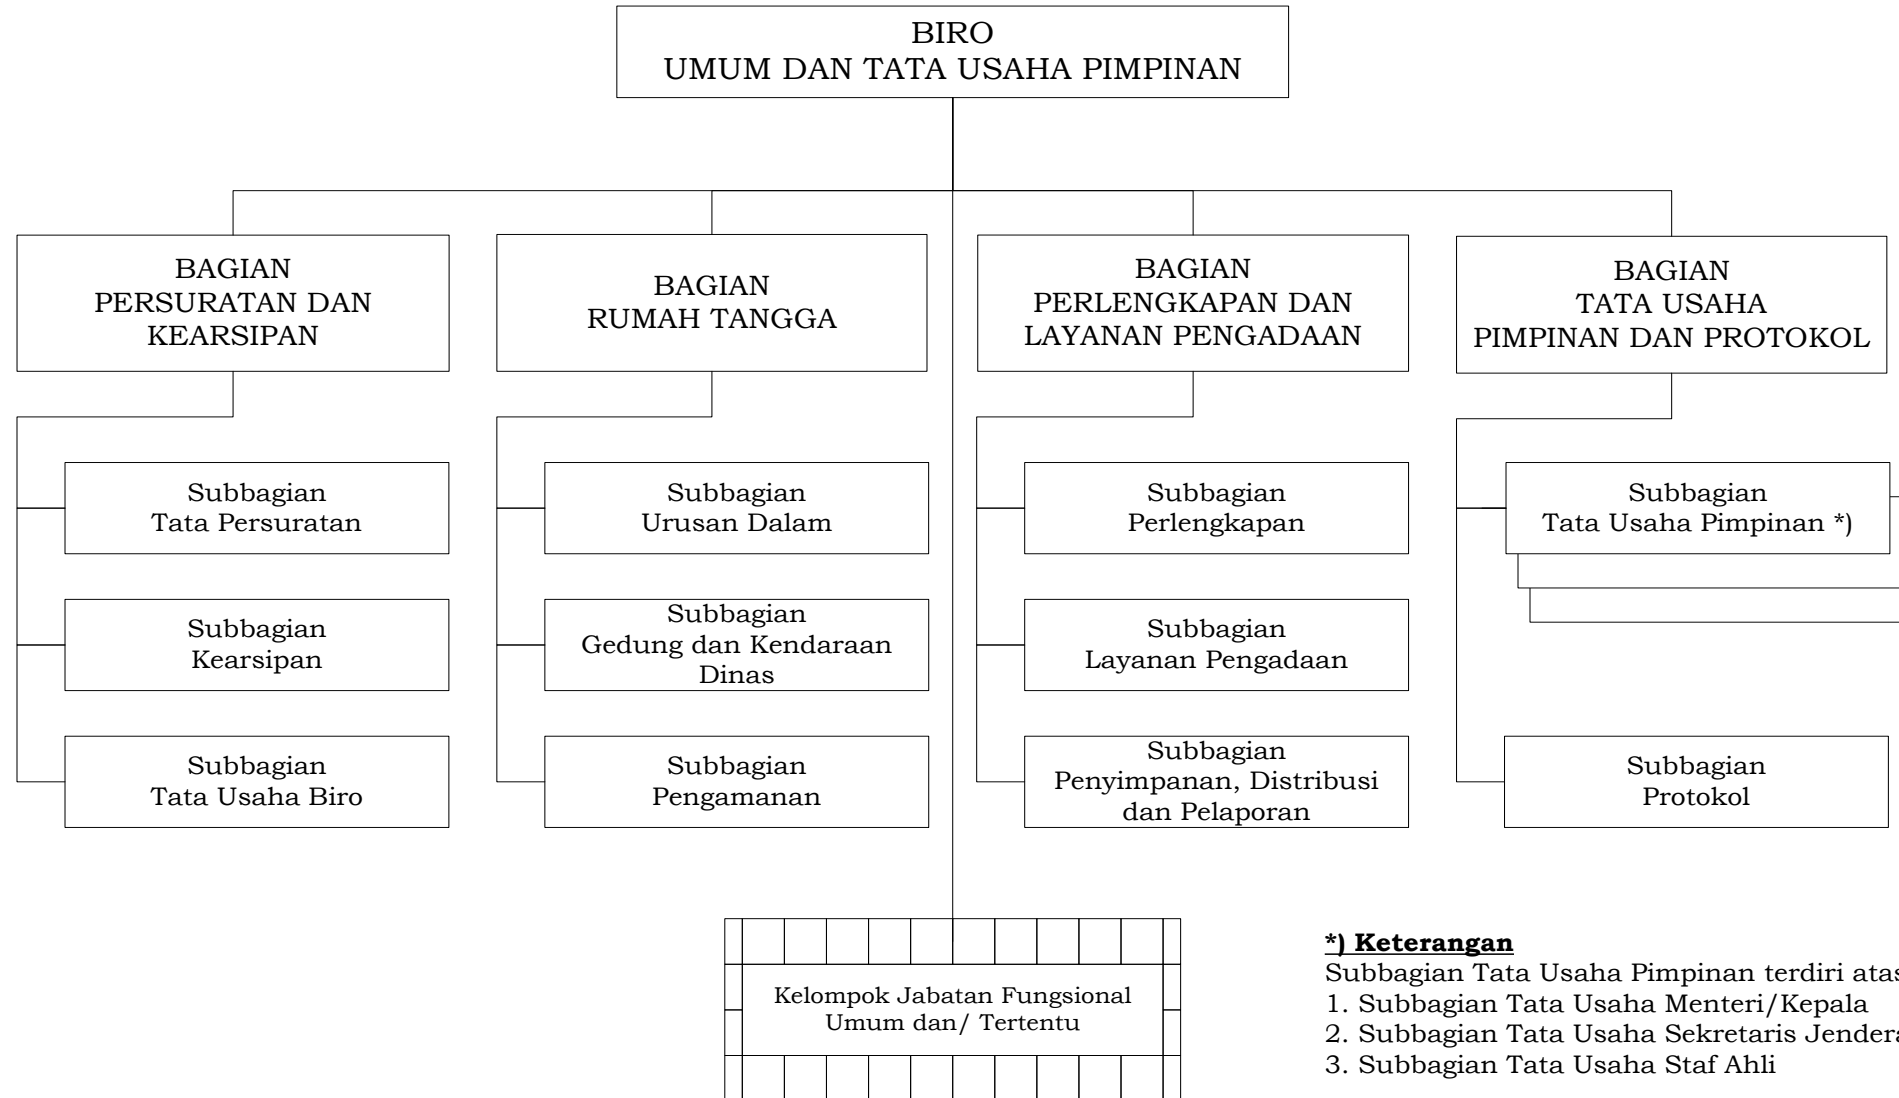 BIRO
UMUM DAN TATA USAHA PIMPINAN
BAGIAN
PERSURATAN DAN
KEARSIPAN
BAGIAN
RUMAH TANGGA
BAGIAN
PERLENGKAPAN DAN
LAYANAN PENGADAAN
BAGIAN
TATA USAHA
PIMPINAN DAN PROTOKOL
Subbagian
Tata Persuratan
Subbagian
Urusan Dalam
Subbagian
Perlengkapan
Subbagian
Tata Usaha Pimpinan *)
Subbagian
Kearsipan
Subbagian
Gedung dan Kendaraan
Dinas
Subbagian
Layanan Pengadaan
Subbagian
Tata Usaha Biro
Subbagian
Pengamanan
Subbagian
Penyimpanan, Distribusi
dan Pelaporan
Subbagian
Protokol
Kelompok Jabatan Fungsional
Umum dan/ Tertentu
*) Keterangan
Subbagian Tata Usaha Pimpinan terdiri atas
1. Subbagian Tata Usaha Menteri/Kepala
2. Subbagian Tata Usaha Sekretaris Jendera
3. Subbagian Tata Usaha Staf Ahli